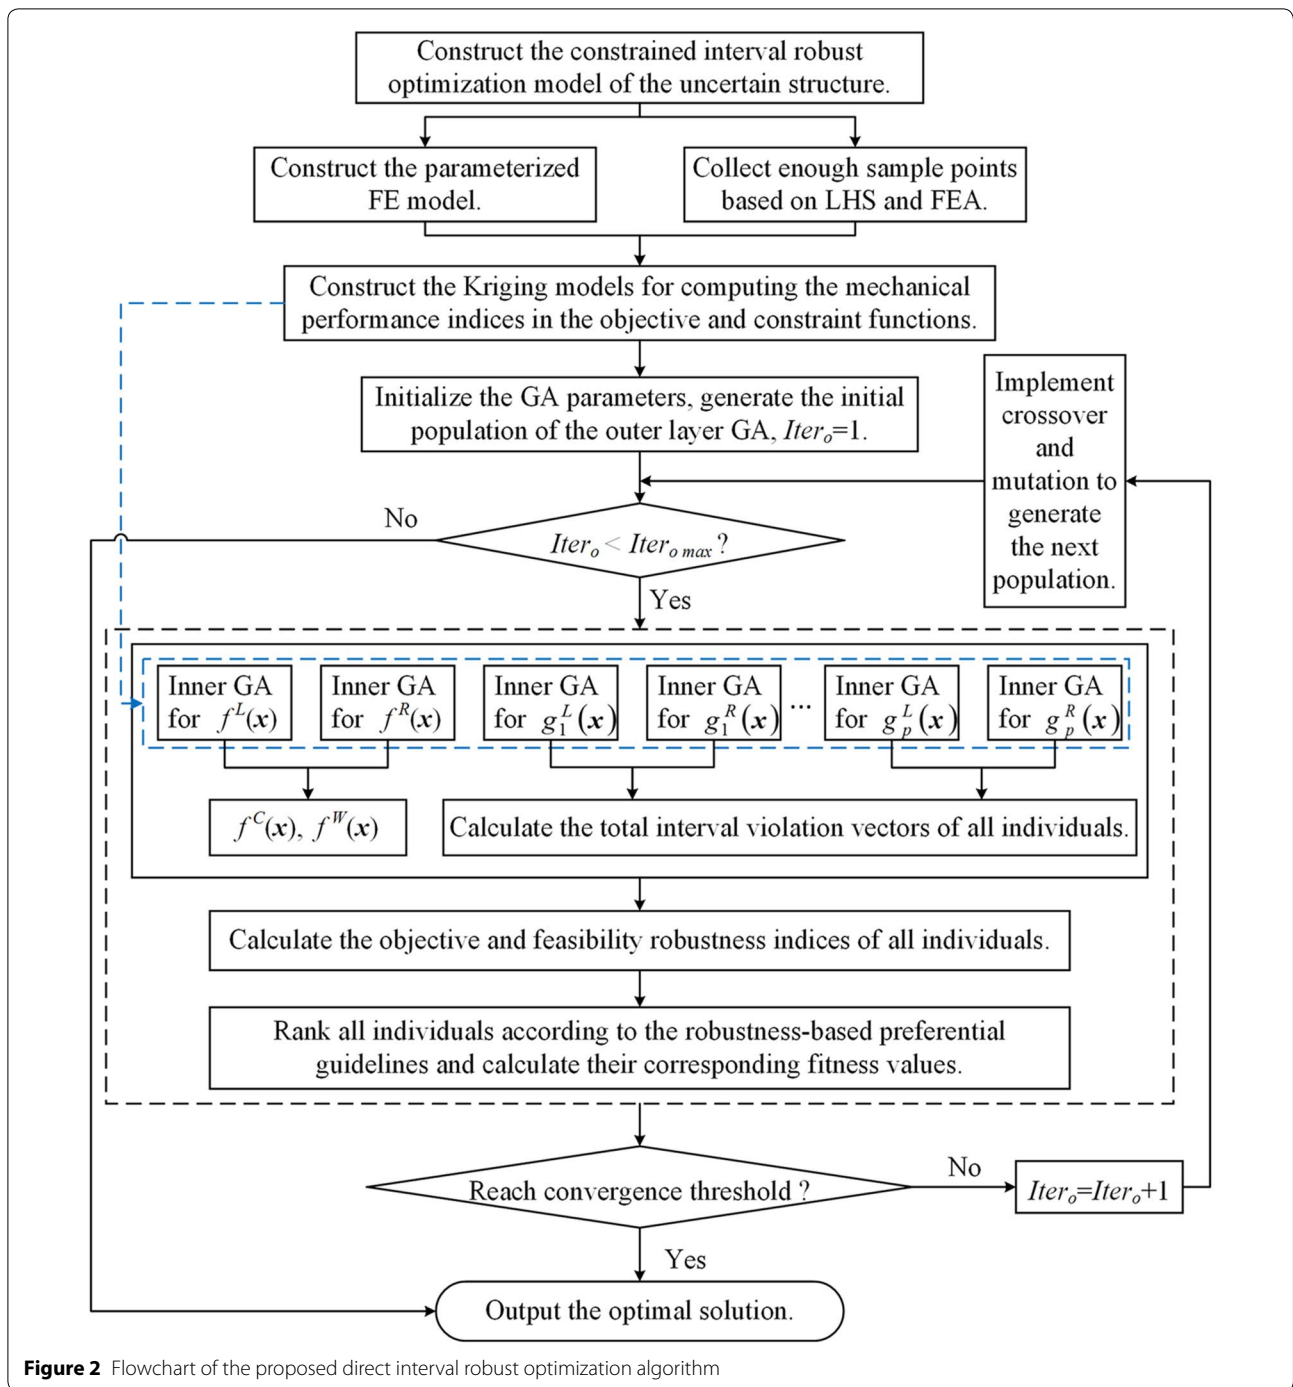 Construct the constrained interval robust
optimization model of the uncertain structure.
Construct the parameterized
FE model.
Collect enough sample points
based on LHS and FEA.
Construct the Kriging models for computing the mechanical
performance indices in the objective and constraint functions.
Initialize the GA parameters, generate the initial
population of the outer layer GA, Iter_o=1.
Implement
crossover
and
mutation to
generate
the next
population.
No
Iter_o < Iter_o max ?
Yes
Inner GA
for f^L(x)
Inner GA
for f^R(x)
Inner GA
for g_1^L(x)
Inner GA
for g_1^R(x)
...
Inner GA
for g_p^L(x)
Inner GA
for g_p^R(x)
f^C(x), f^W(x)
Calculate the total interval violation vectors of all individuals.
Calculate the objective and feasibility robustness indices of all individuals.
Rank all individuals according to the robustness-based preferential
guidelines and calculate their corresponding fitness values.
Reach convergence threshold ?
No
Iter_o=Iter_o+1
Yes
Output the optimal solution.
Figure 2 Flowchart of the proposed direct interval robust optimization algorithm